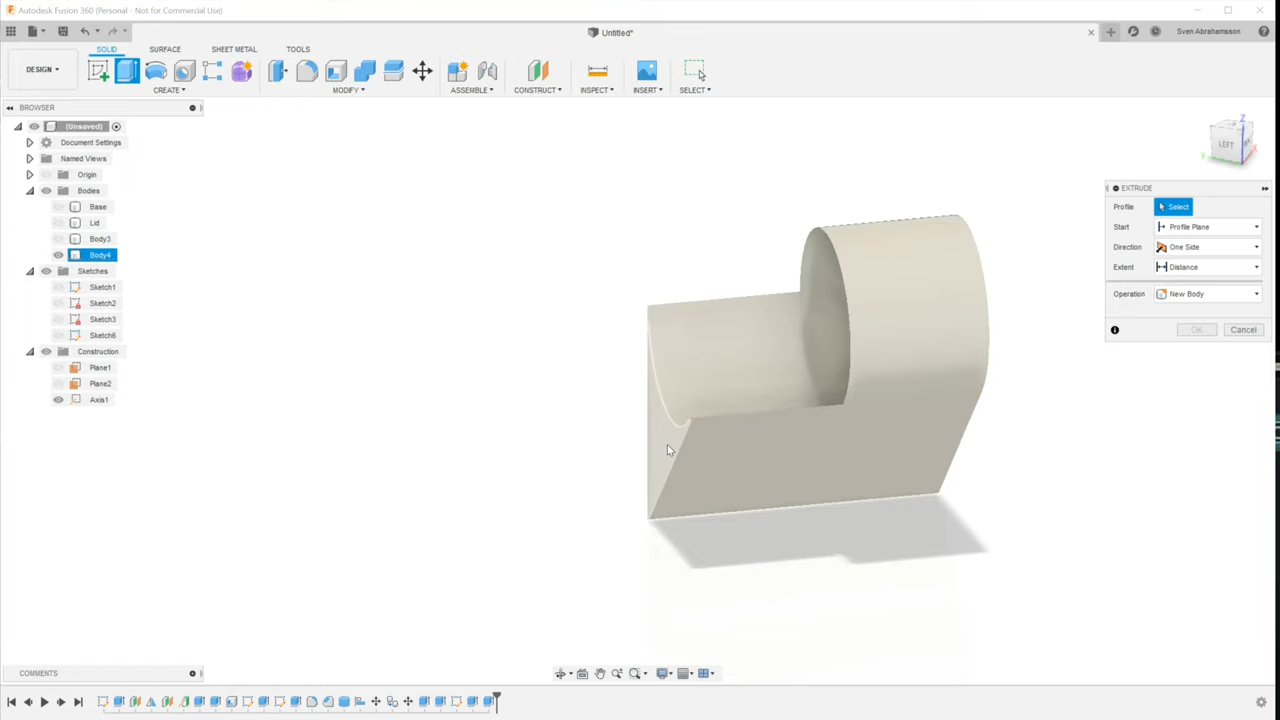 Autodesk Fusion 360 (Personal - Not for Commercial Use)
Untitled*
Sven Abrahamsson
SOLID SURFACE SHEET METAL TOOLS
DESIGN
CREATE MODIFY ASSEMBLE CONSTRUCT INSPECT INSERT SELECT
BROWSER
(Unsaved)
Document Settings
Named Views
Origin
Bodies
Base
Lid
Body3
Body4
Sketches
Sketch1
Sketch2
Sketch3
Sketch6
Construction
Plane1
Plane2
Axis1
Z
LEFT
Y
X
EXTRUDE
Profile Select
Start Profile Plane
Direction One Side
Extent Distance
Operation New Body
OK Cancel
COMMENTS